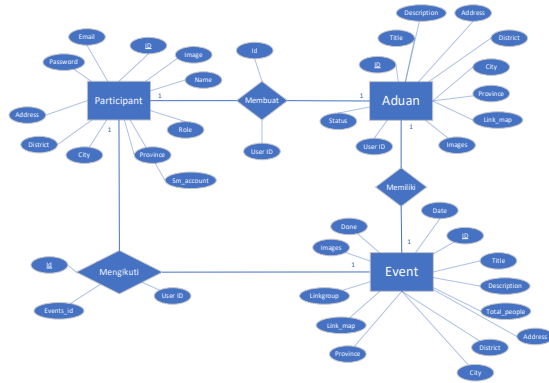 Description
Address
Email
ID
Title
District
Image
Id
Password
ID
City
Name
Participant
1
Membuat
1
Aduan
Province
Address
Role
Status
Link_map
1
1
District
City
Province
User ID
User ID
Images
Sm_account
Memiliki
Date
Done
ID
Images
1
Title
Id
Mengikuti
1
Event
Linkgroup
Description
User ID
Events_id
Total_people
Link_map
Address
District
Province
City